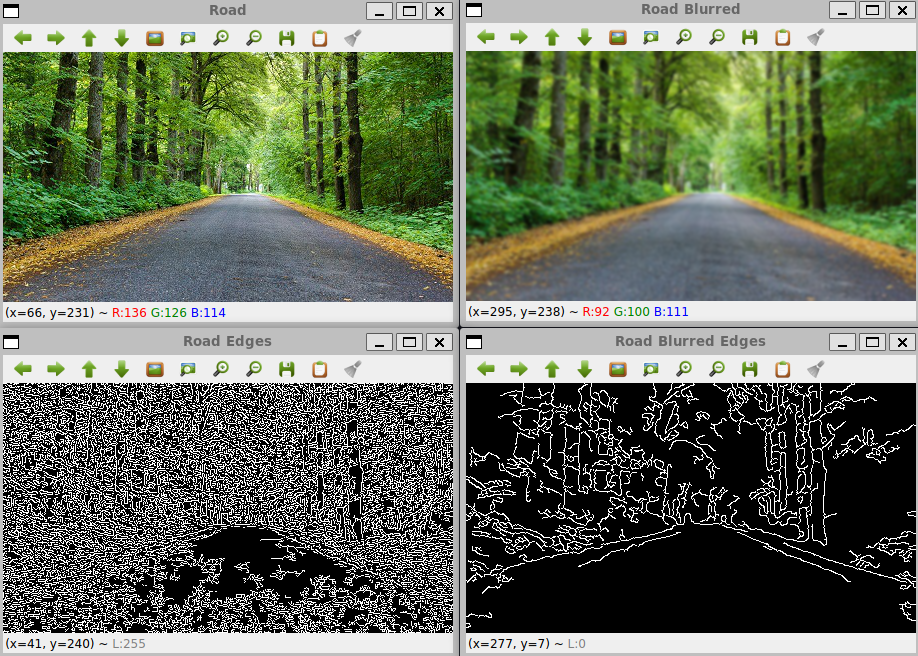 Road
Road Blurred
(x=66, y=231) ~ R:136 G:126 B:114
(x=295, y=238) ~ R:92 G:100 B:111
Road Edges
Road Blurred Edges
(x=41, y=240) ~ L:255
(x=277, y=7) ~ L:0